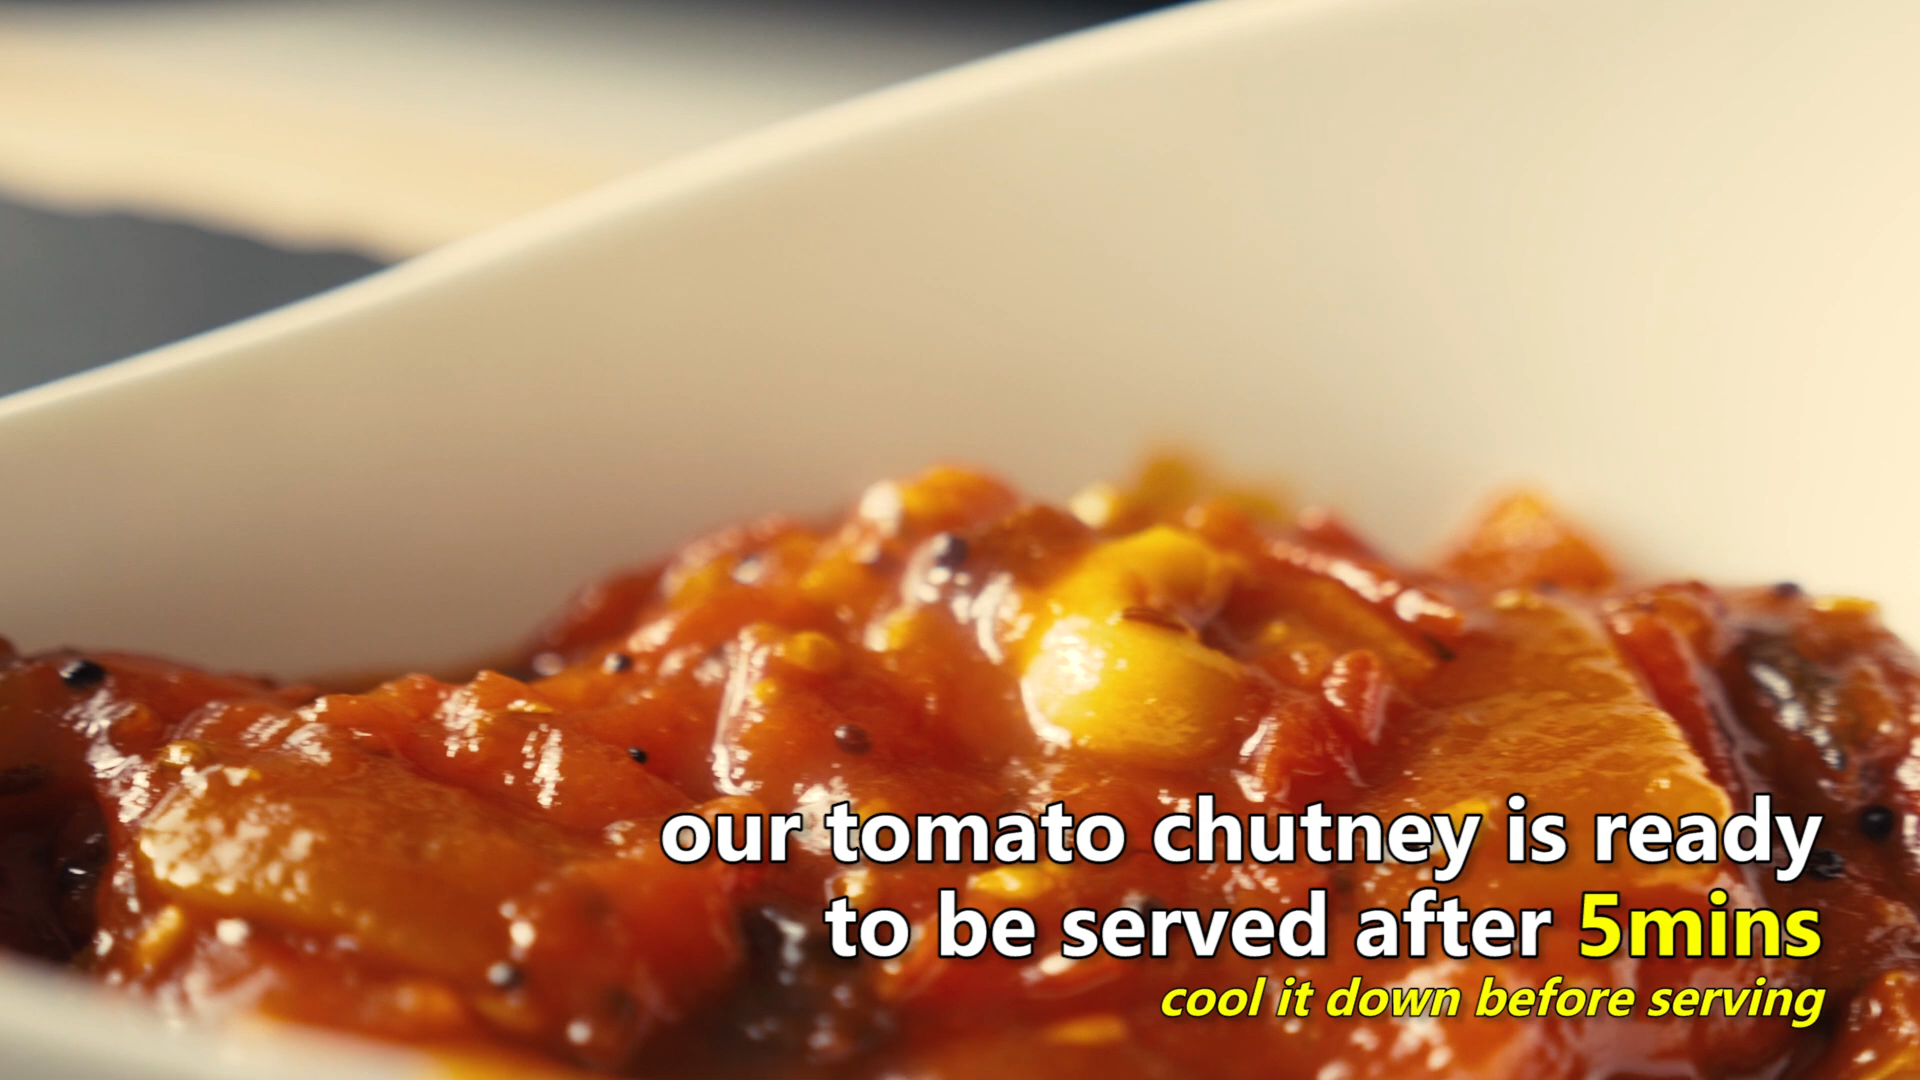 our tomato chutney is ready
to be served after 5mins
cool it down before serving